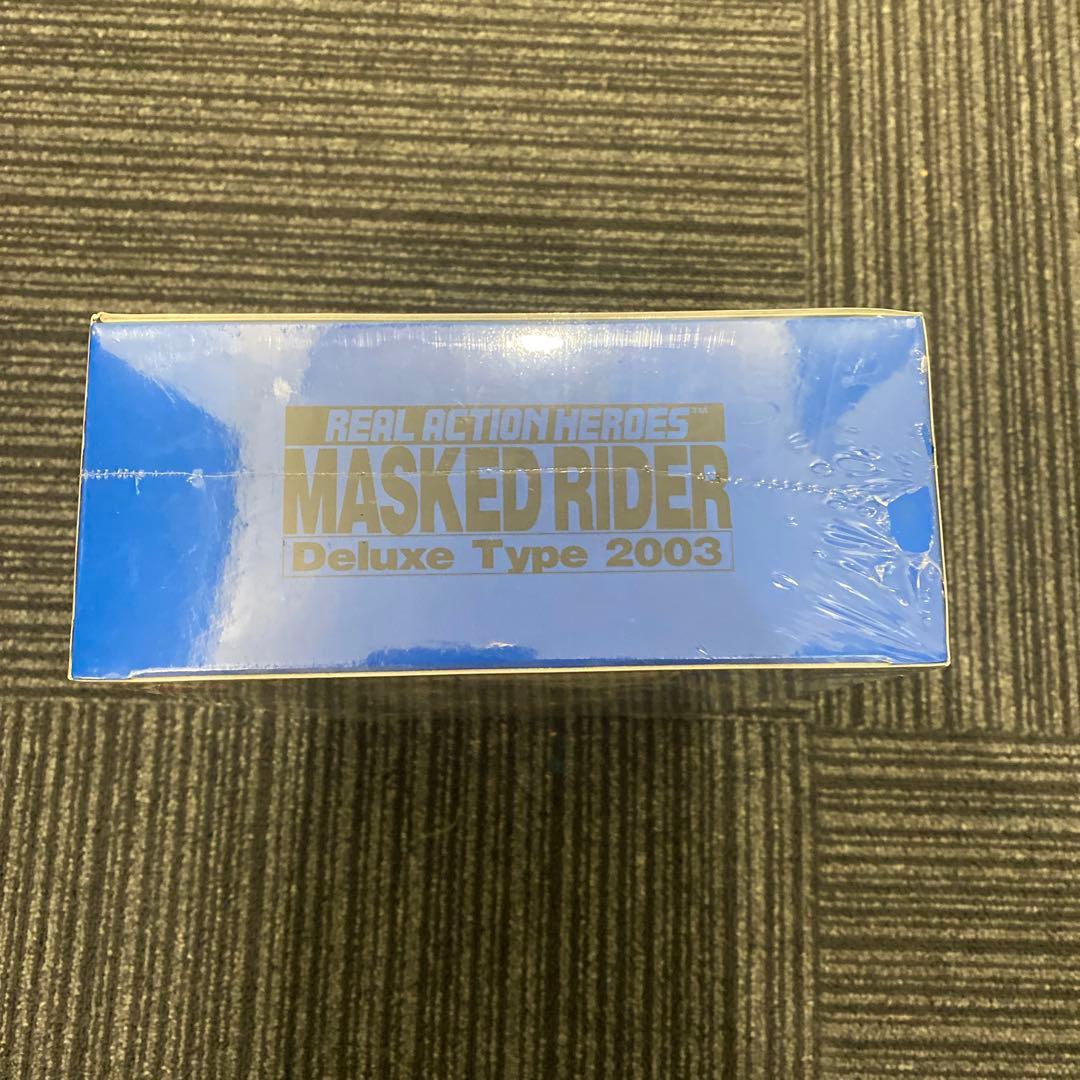 REAL ACTION HEROES™
MASKED RIDER
Deluxe Type 2003